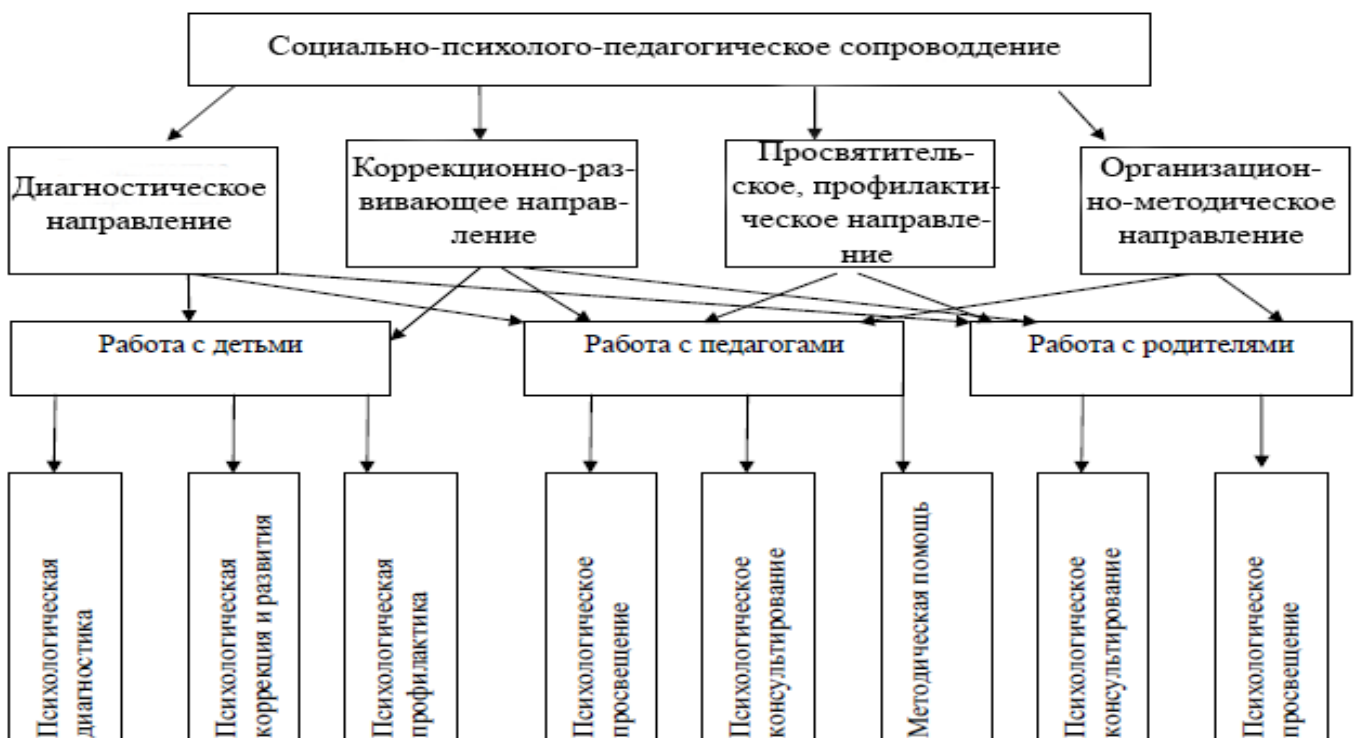 Социально-психолого-педагогическое сопроводдение
Диагностическое
направление
Коррекционно-раз-
вивающее направ-
ление
Просвятитель-
ское, профилакти-
ческое направле-
ние
Организацион-
но-методическое
направление
Работа с детьми
Работа с педагогами
Работа с родителями
Психологическая
диагностика
Психологическая
коррекция и развития
Психологическая
профилактика
Психологическое
просвещение
Психологическое
консультирование
Методическая помощь
Психологическое
консультирование
Психологическое
просвещение